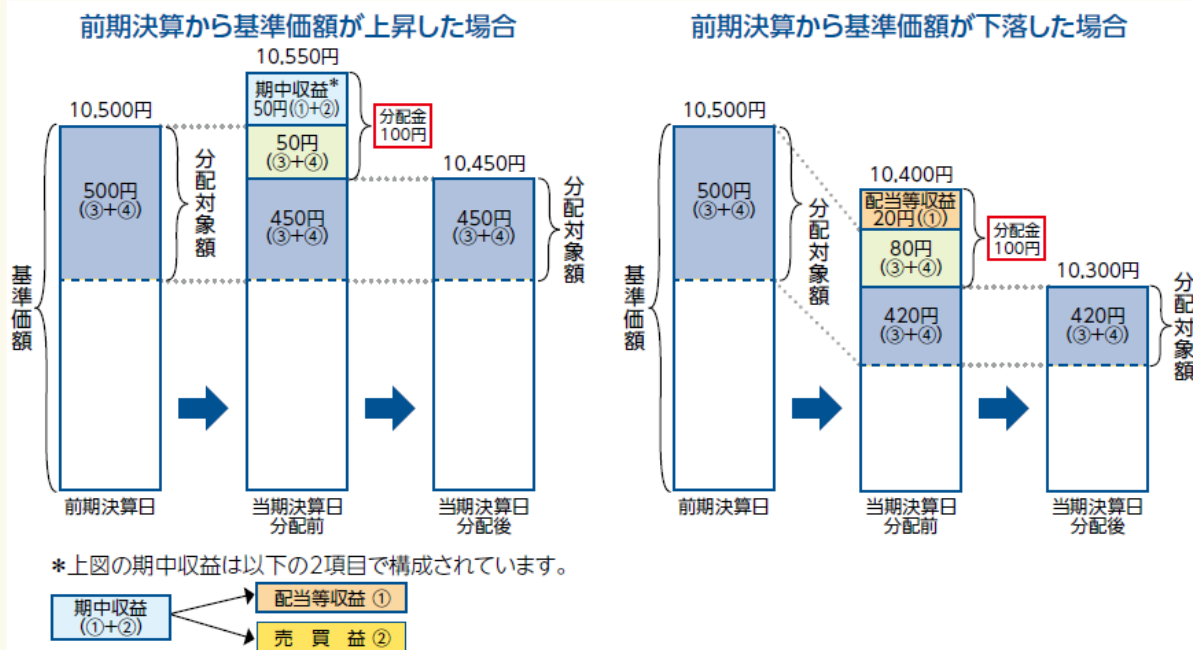 前期決算から基準価額が上昇した場合
10,500円
500円
(③+④)
分配対象額
基準価額
前期決算日
10,550円
期中収益*
50円(①+②)
50円
(③+④)
450円
(③+④)
分配金
100円
当期決算日
分配前
10,450円
450円
(③+④)
分配対象額
当期決算日
分配後
前期決算から基準価額が下落した場合
10,500円
500円
(③+④)
分配対象額
基準価額
前期決算日
10,400円
配当等収益
20円(①)
80円
(③+④)
420円
(③+④)
分配金
100円
当期決算日
分配前
10,300円
420円
(③+④)
分配対象額
当期決算日
分配後
*上図の期中収益は以下の2項目で構成されています。
期中収益
(①+②)
配当等収益 ①
売 買 益 ②